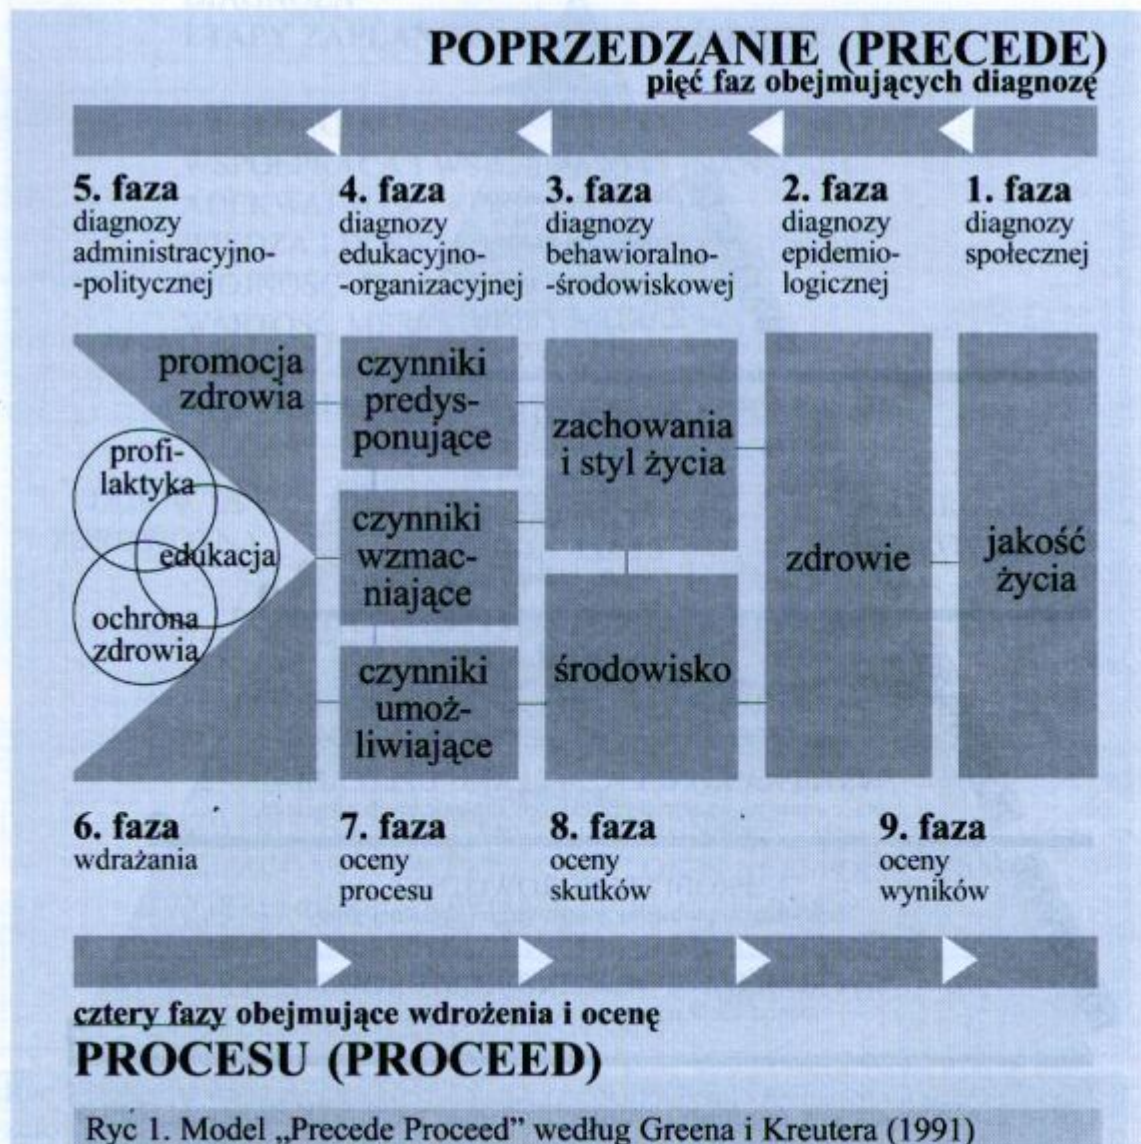 POPRZEDZANIE (PRECEDE)
pięć faz obejmujących diagnozę
5. faza
diagnozy
administracyjno-
-politycznej
4. faza
diagnozy
edukacyjno-
-organizacyjnej
3. faza
diagnozy
behawioralno-
-środowiskowej
2. faza
diagnozy
epidemio-
logicznej
1. faza
diagnozy
społecznej
promocja
zdrowia
profi-
laktyka
edukacja
ochrona
zdrowia
czynniki
predys-
ponujące
czynniki
wzmac-
niające
czynniki
umoż-
liwiające
zachowania
i styl życia
środowisko
zdrowie
jakość
życia
6. faza
wdrażania
7. faza
oceny
procesu
8. faza
oceny
skutków
9. faza
oceny
wyników
cztery fazy obejmujące wdrożenia i ocenę
PROCESU (PROCEED)
Ryc 1. Model „Precede Proceed” według Greena i Kreutera (1991)